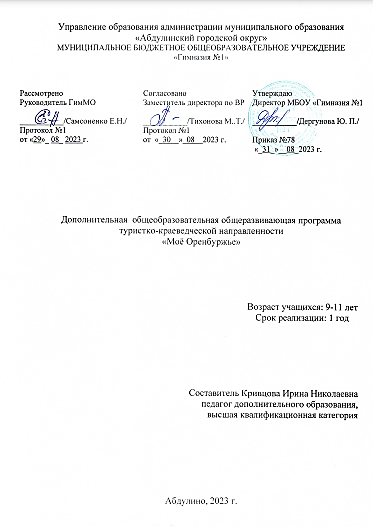 Управление образования администрации муниципального образования
«Абдулинский городской округ»
МУНИЦИПАЛЬНОЕ БЮДЖЕТНОЕ ОБЩЕОБРАЗОВАТЕЛЬНОЕ УЧРЕЖДЕНИЕ
«Гимназия №1»
Рассмотрено
Руководитель ГимМО
/Самсоненко Е.Н./
Протокол №1
от «29» 08 2023 г.
Согласовано
Заместитель директора по ВР
/Тихонова М..Т./
Протокол №1
от « 30 » 08 2023 г.
Утверждаю
Директор МБОУ «Гимназия №1
/Дергунова Ю. П./
Приказ №78
« 31 » 08 2023 г.
Дополнительная общеобразовательная общеразвивающая программа
туристко-краеведческой направленности
«Моё Оренбуржье»
Возраст учащихся: 9-11 лет
Срок реализации: 1 год
Составитель Кривцова Ирина Николаевна
педагог дополнительного образования,
высшая квалификационная категория
Абдулино, 2023 г.